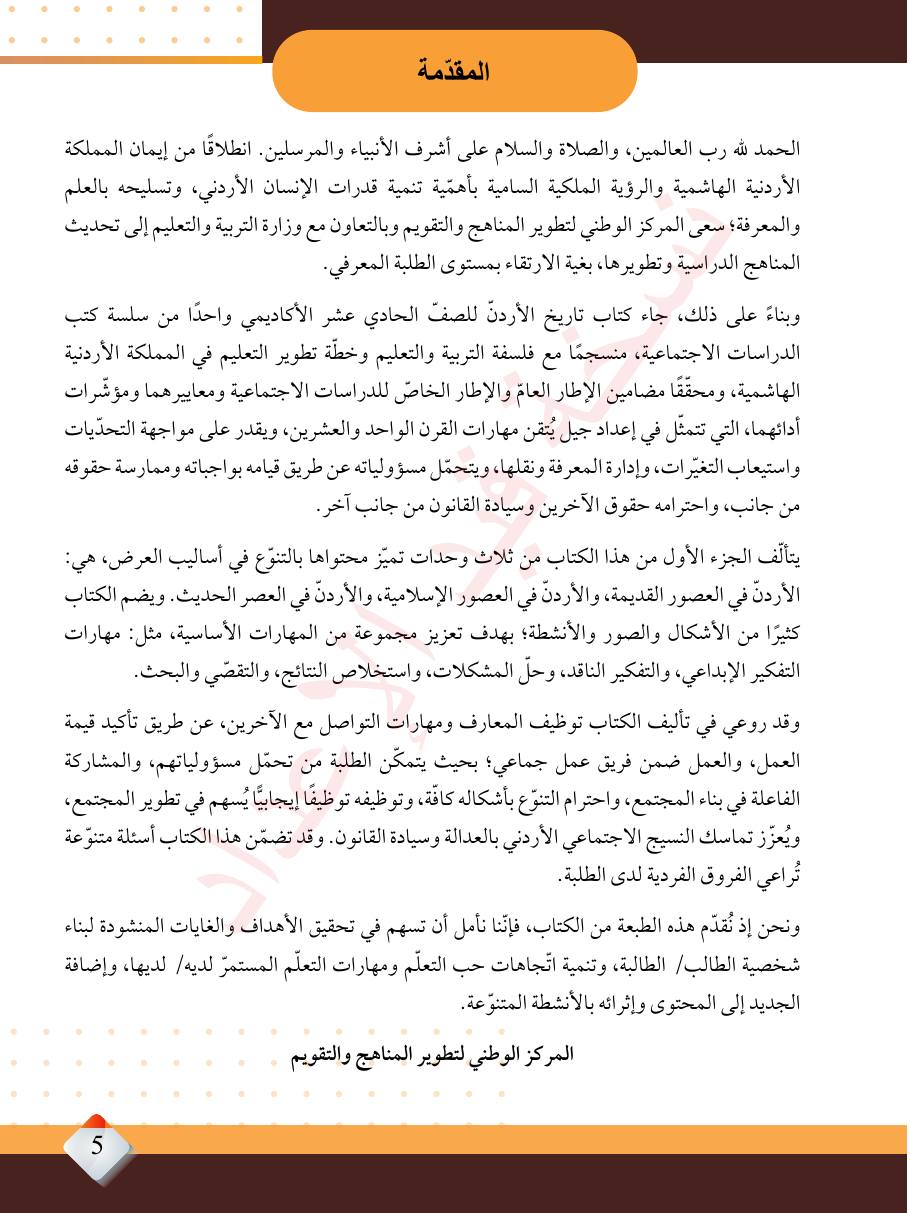 المقدّمة
الحمد لله رب العالمين، والصلاة والسلام على أشرف الأنبياء والمرسلين. انطلاقًا من إيمان المملكة
الأردنية الهاشمية والرؤية الملكية السامية بأهمّية تنمية قدرات الإنسان الأردني، وتسليحه بالعلم
والمعرفة؛ سعى المركز الوطني لتطوير المناهج والتقويم وبالتعاون مع وزارة التربية والتعليم إلى تحديث
المناهج الدراسية وتطويرها، بغية الارتقاء بمستوى الطلبة المعرفي.
وبناءً على ذلك، جاء كتاب تاريخ الأردنّ للصفّ الحادي عشر الأكاديمي واحدًا من سلسة كتب
الدراسات الاجتماعية، منسجمًا مع فلسفة التربية والتعليم وخطّة تطوير التعليم في المملكة الأردنية
الهاشمية، ومحقّقًا مضامين الإطار العامّ والإطار الخاصّ للدراسات الاجتماعية ومعاييرهما ومؤشّرات
أدائهما، التي تتمثّل في إعداد جيل يُتقن مهارات القرن الواحد والعشرين، ويقدر على مواجهة التحدّيات
واستيعاب التغيّرات، وإدارة المعرفة ونقلها، ويتحمّل مسؤولياته عن طريق قيامه بواجباته وممارسة حقوقه
من جانب، واحترامه حقوق الآخرين وسيادة القانون من جانب آخر.
يتألّف الجزء الأول من هذا الكتاب من ثلاث وحدات تميّز محتواها بالتنوّع في أساليب العرض، هي:
الأردنّ في العصور القديمة، والأردنّ في العصور الإسلامية، والأردنّ في العصر الحديث. ويضم الكتاب
كثيرًا من الأشكال والصور والأنشطة؛ بهدف تعزيز مجموعة من المهارات الأساسية، مثل: مهارات
التفكير الإبداعي، والتفكير الناقد، وحلّ المشكلات، واستخلاص النتائج، والتقصّي والبحث.
وقد روعي في تأليف الكتاب توظيف المعارف ومهارات التواصل مع الآخرين، عن طريق تأكيد قيمة
العمل، والعمل ضمن فريق عمل جماعي؛ بحيث يتمكّن الطلبة من تحمّل مسؤولياتهم، والمشاركة
الفاعلة في بناء المجتمع، واحترام التنوّع بأشكاله كافّة، وتوظيفه توظيفًا إيجابيًّا يُسهم في تطوير المجتمع،
ويُعزّز تماسك النسيج الاجتماعي الأردني بالعدالة وسيادة القانون. وقد تضمّن هذا الكتاب أسئلة متنوّعة
تُراعي الفروق الفردية لدى الطلبة.
ونحن إذ نُقدّم هذه الطبعة من الكتاب، فإنّنا نأمل أن تسهم في تحقيق الأهداف والغايات المنشودة لبناء
شخصية الطالب/ الطالبة، وتنمية اتّجاهات حب التعلّم ومهارات التعلّم المستمرّ لديه/ لديها، وإضافة
الجديد إلى المحتوى وإثرائه بالأنشطة المتنوّعة.
المركز الوطني لتطوير المناهج والتقويم
5
نسخة قيد الإعداد